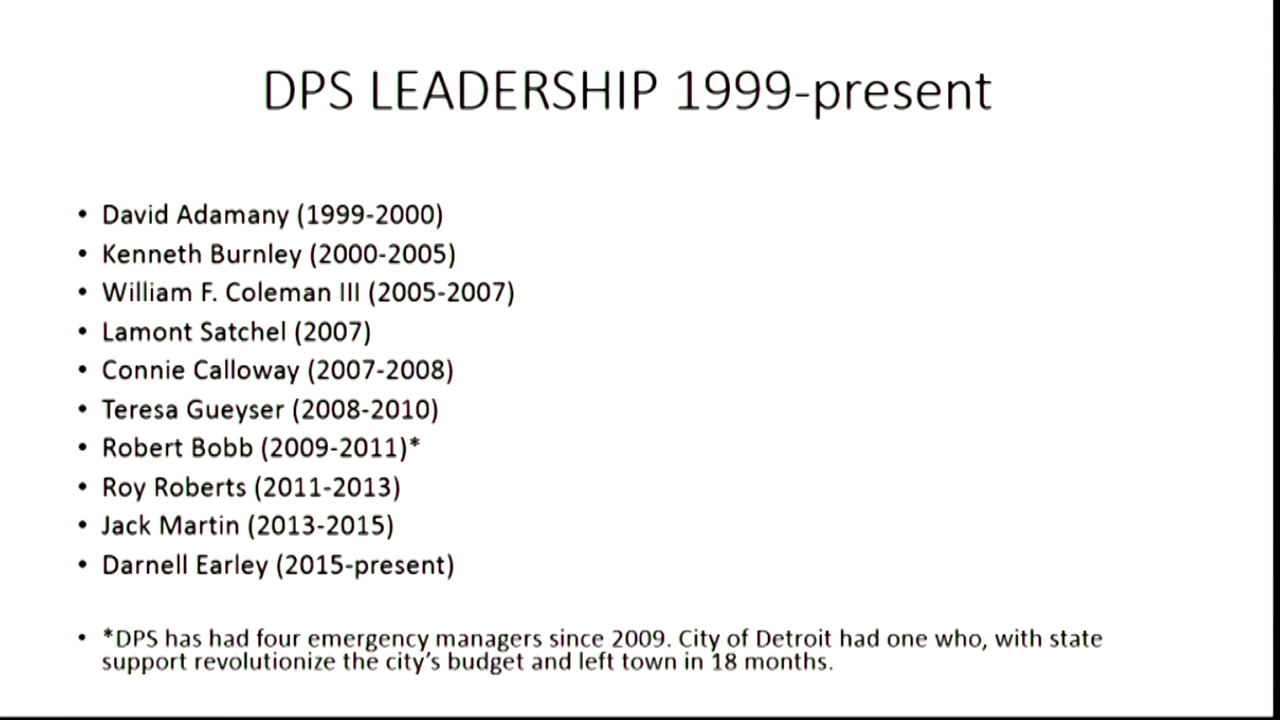 DPS LEADERSHIP 1999-present
• David Adamany (1999-2000)
• Kenneth Burnley (2000-2005)
• William F. Coleman III (2005-2007)
• Lamont Satchel (2007)
• Connie Calloway (2007-2008)
• Teresa Gueyser (2008-2010)
• Robert Bobb (2009-2011)*
• Roy Roberts (2011-2013)
• Jack Martin (2013-2015)
• Darnell Earley (2015-present)
• *DPS has had four emergency managers since 2009. City of Detroit had one who, with state
support revolutionize the city's budget and left town in 18 months.